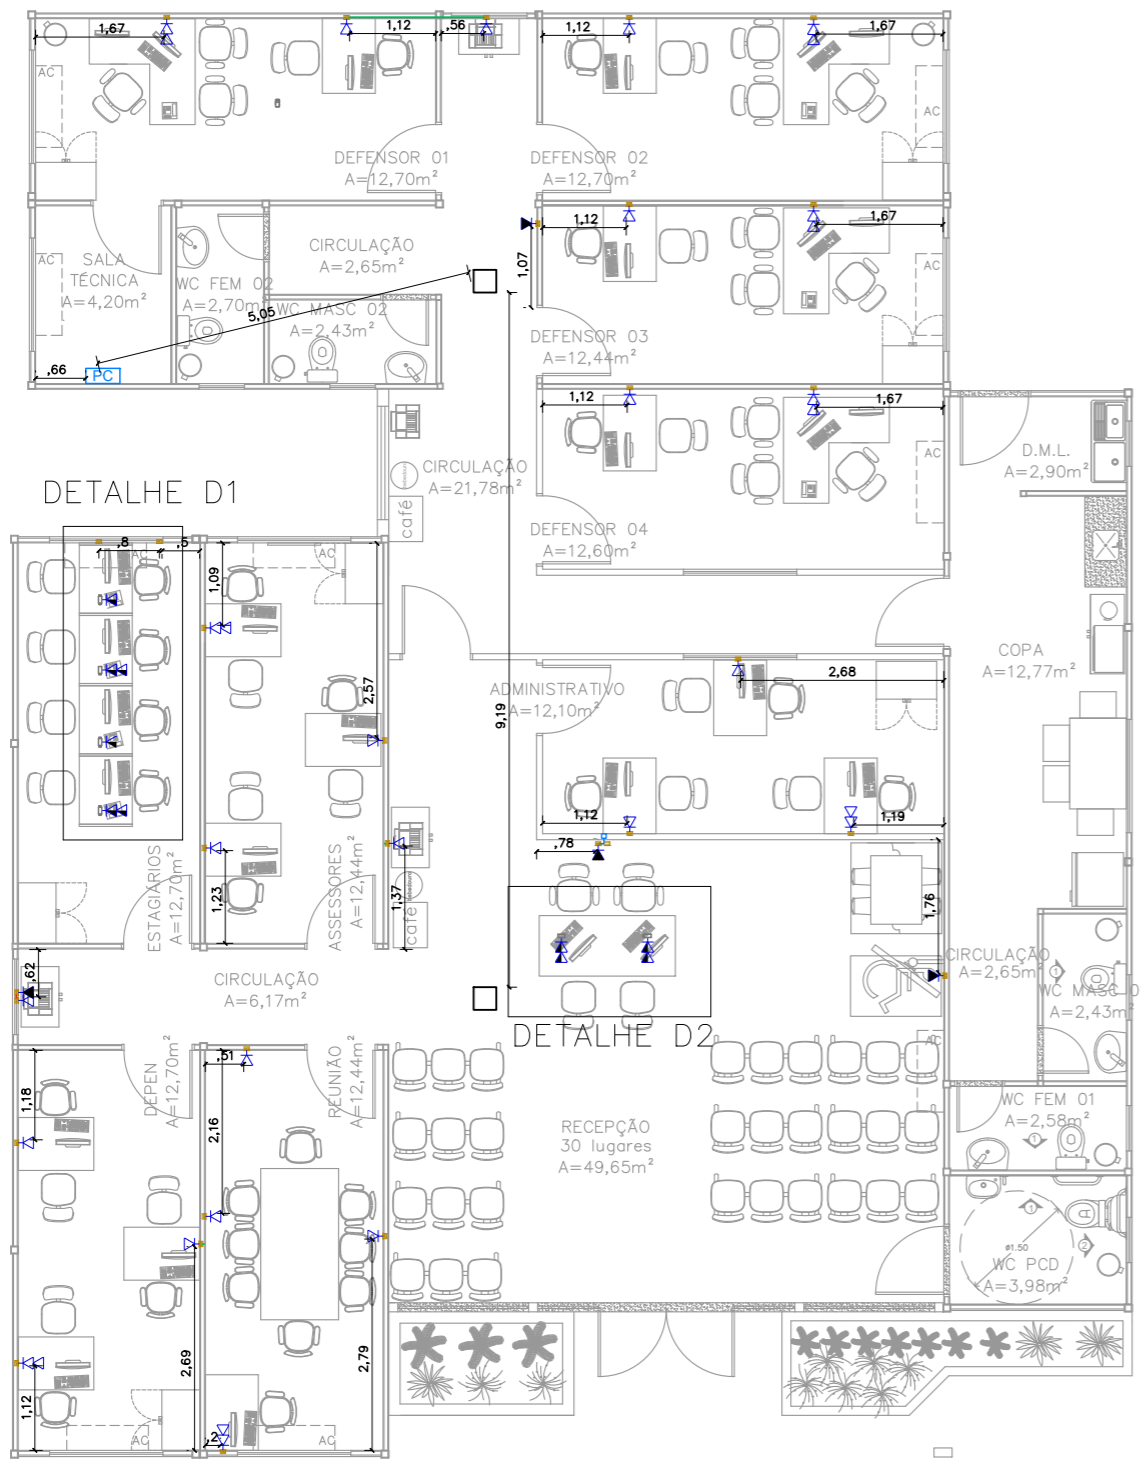 1,67
1,12
,56
1,12
1,67
AC
AC
DEFENSOR 01
A=12,70m²
DEFENSOR 02
A=12,70m²
1,12
1,67
1,07
SALA
TÉCNICA
A=4,20m²
AC
WC FEM 02
A=2,70m²
CIRCULAÇÃO
A=2,65m²
WC MASC 02
A=2,43m²
5,05
DEFENSOR 03
A=12,44m²
,66
PC
1,12
1,67
AC
CIRCULAÇÃO
A=21,78m²
café
D.M.L.
A=2,90m²
DETALHE D1
DEFENSOR 04
A=12,60m²
,8
,5
AC
AC
1,09
2,57
COPA
A=12,77m²
ADMINISTRATIVO
A=12,10m²
2,68
9,19
1,12
1,19
,78
ESTAGIÁRIOS
A=12,70m²
1,23
ASSESSORES
A=12,44m²
1,37
café
1,76
,62
CIRCULAÇÃO
A=6,17m²
CIRCULAÇÃO
A=2,65m²
1
WC MASC 0
A=2,43m²
DETALHE D2
AC
DEPEN
A=12,70m²
REUNIÃO
A=12,44m²
,51
1,18
2,16
RECEPÇÃO
30 lugares
A=49,65m²
WC FEM 01
A=2,58m²
1
1
2
ø1.50
WC PCD
A=3,98m²
2,69
2,79
1,12
,2
AC
AC